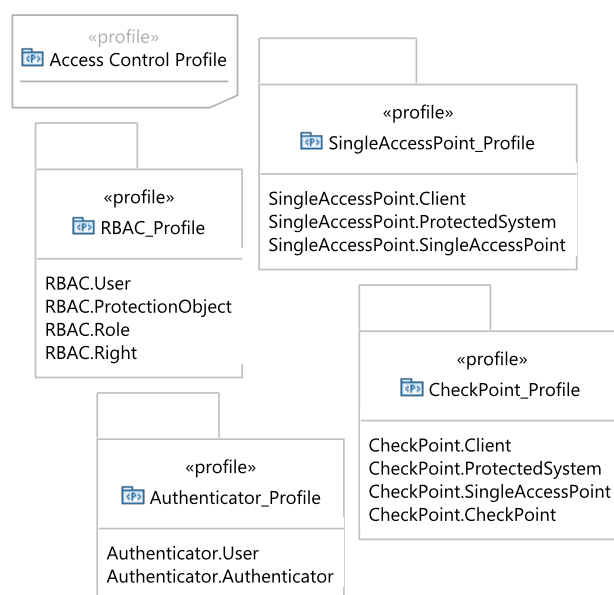 «profile»
Access Control Profile
«profile»
SingleAccessPoint_Profile
SingleAccessPoint.Client
SingleAccessPoint.ProtectedSystem
SingleAccessPoint.SingleAccessPoint
«profile»
RBAC_Profile
RBAC.User
RBAC.ProtectionObject
RBAC.Role
RBAC.Right
«profile»
CheckPoint_Profile
CheckPoint.Client
CheckPoint.ProtectedSystem
CheckPoint.SingleAccessPoint
CheckPoint.CheckPoint
«profile»
Authenticator_Profile
Authenticator.User
Authenticator.Authenticator